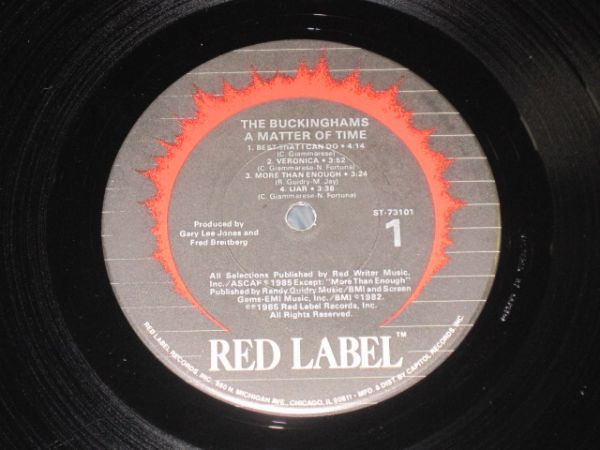 THE BUCKINGHAMS
A MATTER OF TIME
1. BEST THAT I CAN DO • 4:14
(C. Giammarese)
2. VERONICA • 3:52
(C. Giammarese-N. Fortuna)
3. MORE THAN ENOUGH • 3:24
(R. Guidry-M. Jay)
4. LIAR • 3:38
(C. Giammarese-N. Fortuna)
ST-73101
1
Produced by
Gary Lee Jones and
Fred Breitberg
All Selections Published by Red Writer Music,
Inc./ASCAP ℗1985 Except: "More Than Enough"
Published by Randy Guidry Music/BMI and Screen
Gems-EMI Music, Inc./BMI ©1982.
©℗1985 Red Label Records, Inc.
All Rights Reserved.
RED LABEL™
RED LABEL RECORDS, INC. N. MICHIGAN AVE., CHICAGO, IL 60611 • MFG. & DIST. BY CAPITOL RECORDS, INC.